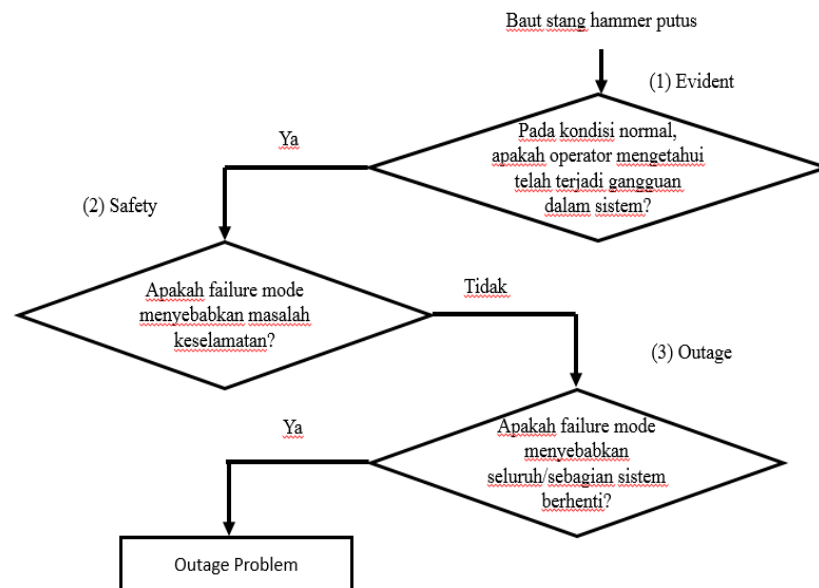 Baut stang hammer putus
(1) Evident
Pada kondisi normal,
apakah operator mengetahui
telah terjadi gangguan
dalam sistem?
Ya
(2) Safety
Apakah failure mode
menyebabkan masalah
keselamatan?
Tidak
(3) Outage
Apakah failure mode
menyebabkan
seluruh/sebagian sistem
berhenti?
Ya
Outage Problem